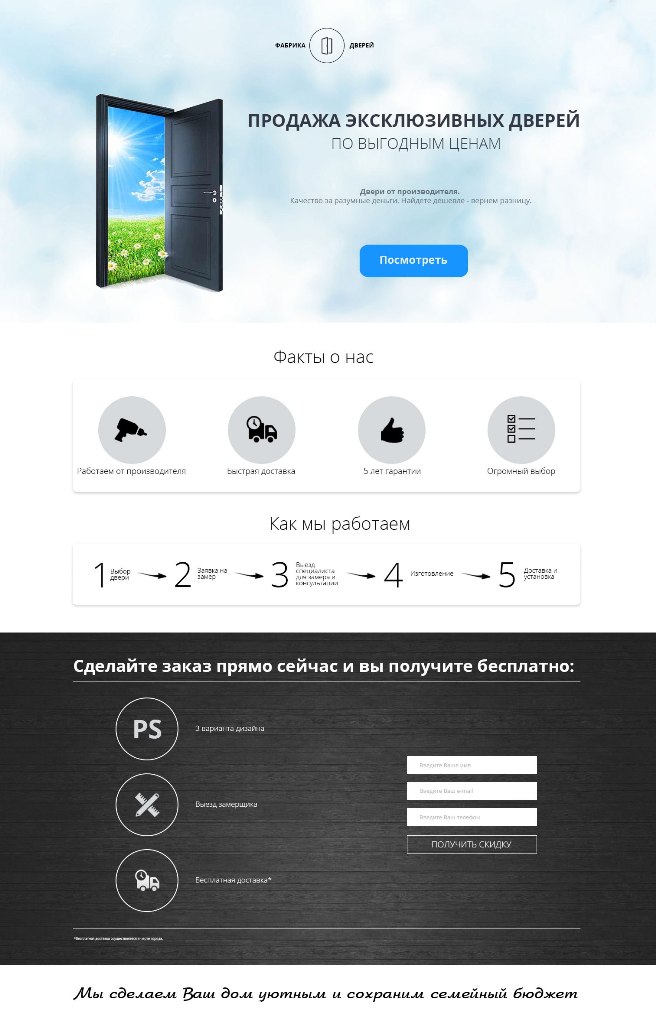 ФАБРИКА ДВЕРЕЙ
ПРОДАЖА ЭКСКЛЮЗИВНЫХ ДВЕРЕЙ
ПО ВЫГОДНЫМ ЦЕНАМ
Двери от производителя.
Качество за разумные деньги. Найдете дешевле - вернем разницу.
Посмотреть
Факты о нас
Работаем от производителя
Быстрая доставка
5 лет гарантии
Огромный выбор
Как мы работаем
1 Выбор
двери
2 Заявка на
замер
3 Выезд
специалиста
для замера и
консультации
4 Изготовление
5 Доставка и
установка
Сделайте заказ прямо сейчас и вы получите бесплатно:
PS
3 варианта дизайна
Выезд замерщика
Бесплатная доставка*
Введите Ваше имя
Введите Ваш e-mail
Введите Ваш телефон
ПОЛУЧИТЬ СКИДКУ
*Бесплатная доставка осуществляется в черте города.
Мы сделаем Ваш дом уютным и сохраним семейный бюджет